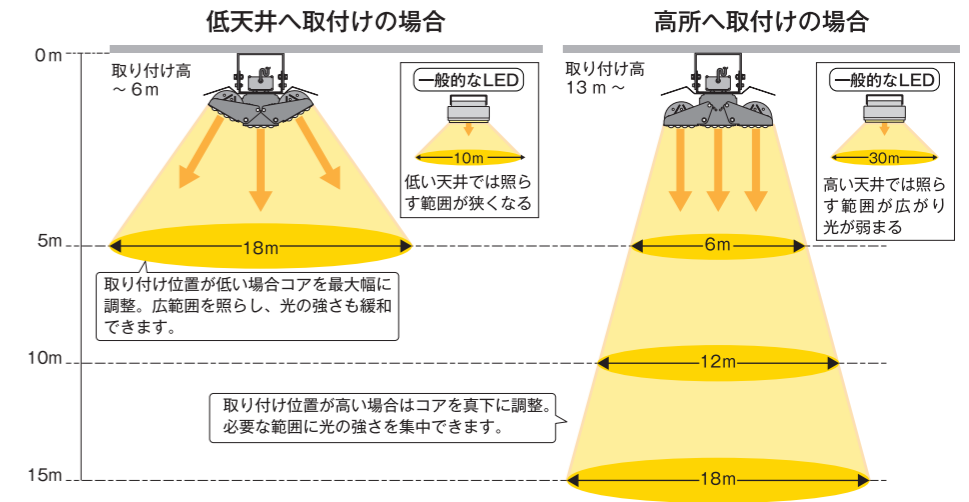 低天井へ取付けの場合
0m
取り付け高
～ 6m
一般的なLED
10m
低い天井では照ら
す範囲が狭くなる
5m
18m
取り付け位置が低い場合コアを最大幅に
調整。広範囲を照らし、光の強さも緩和
できます。
10m
15m
高所へ取付けの場合
取り付け高
13 m ～
一般的なLED
30m
高い天井では照ら
す範囲が広がり
光が弱まる
6m
12m
取り付け位置が高い場合はコアを真下に調整。
必要な範囲に光の強さを集中できます。
18m